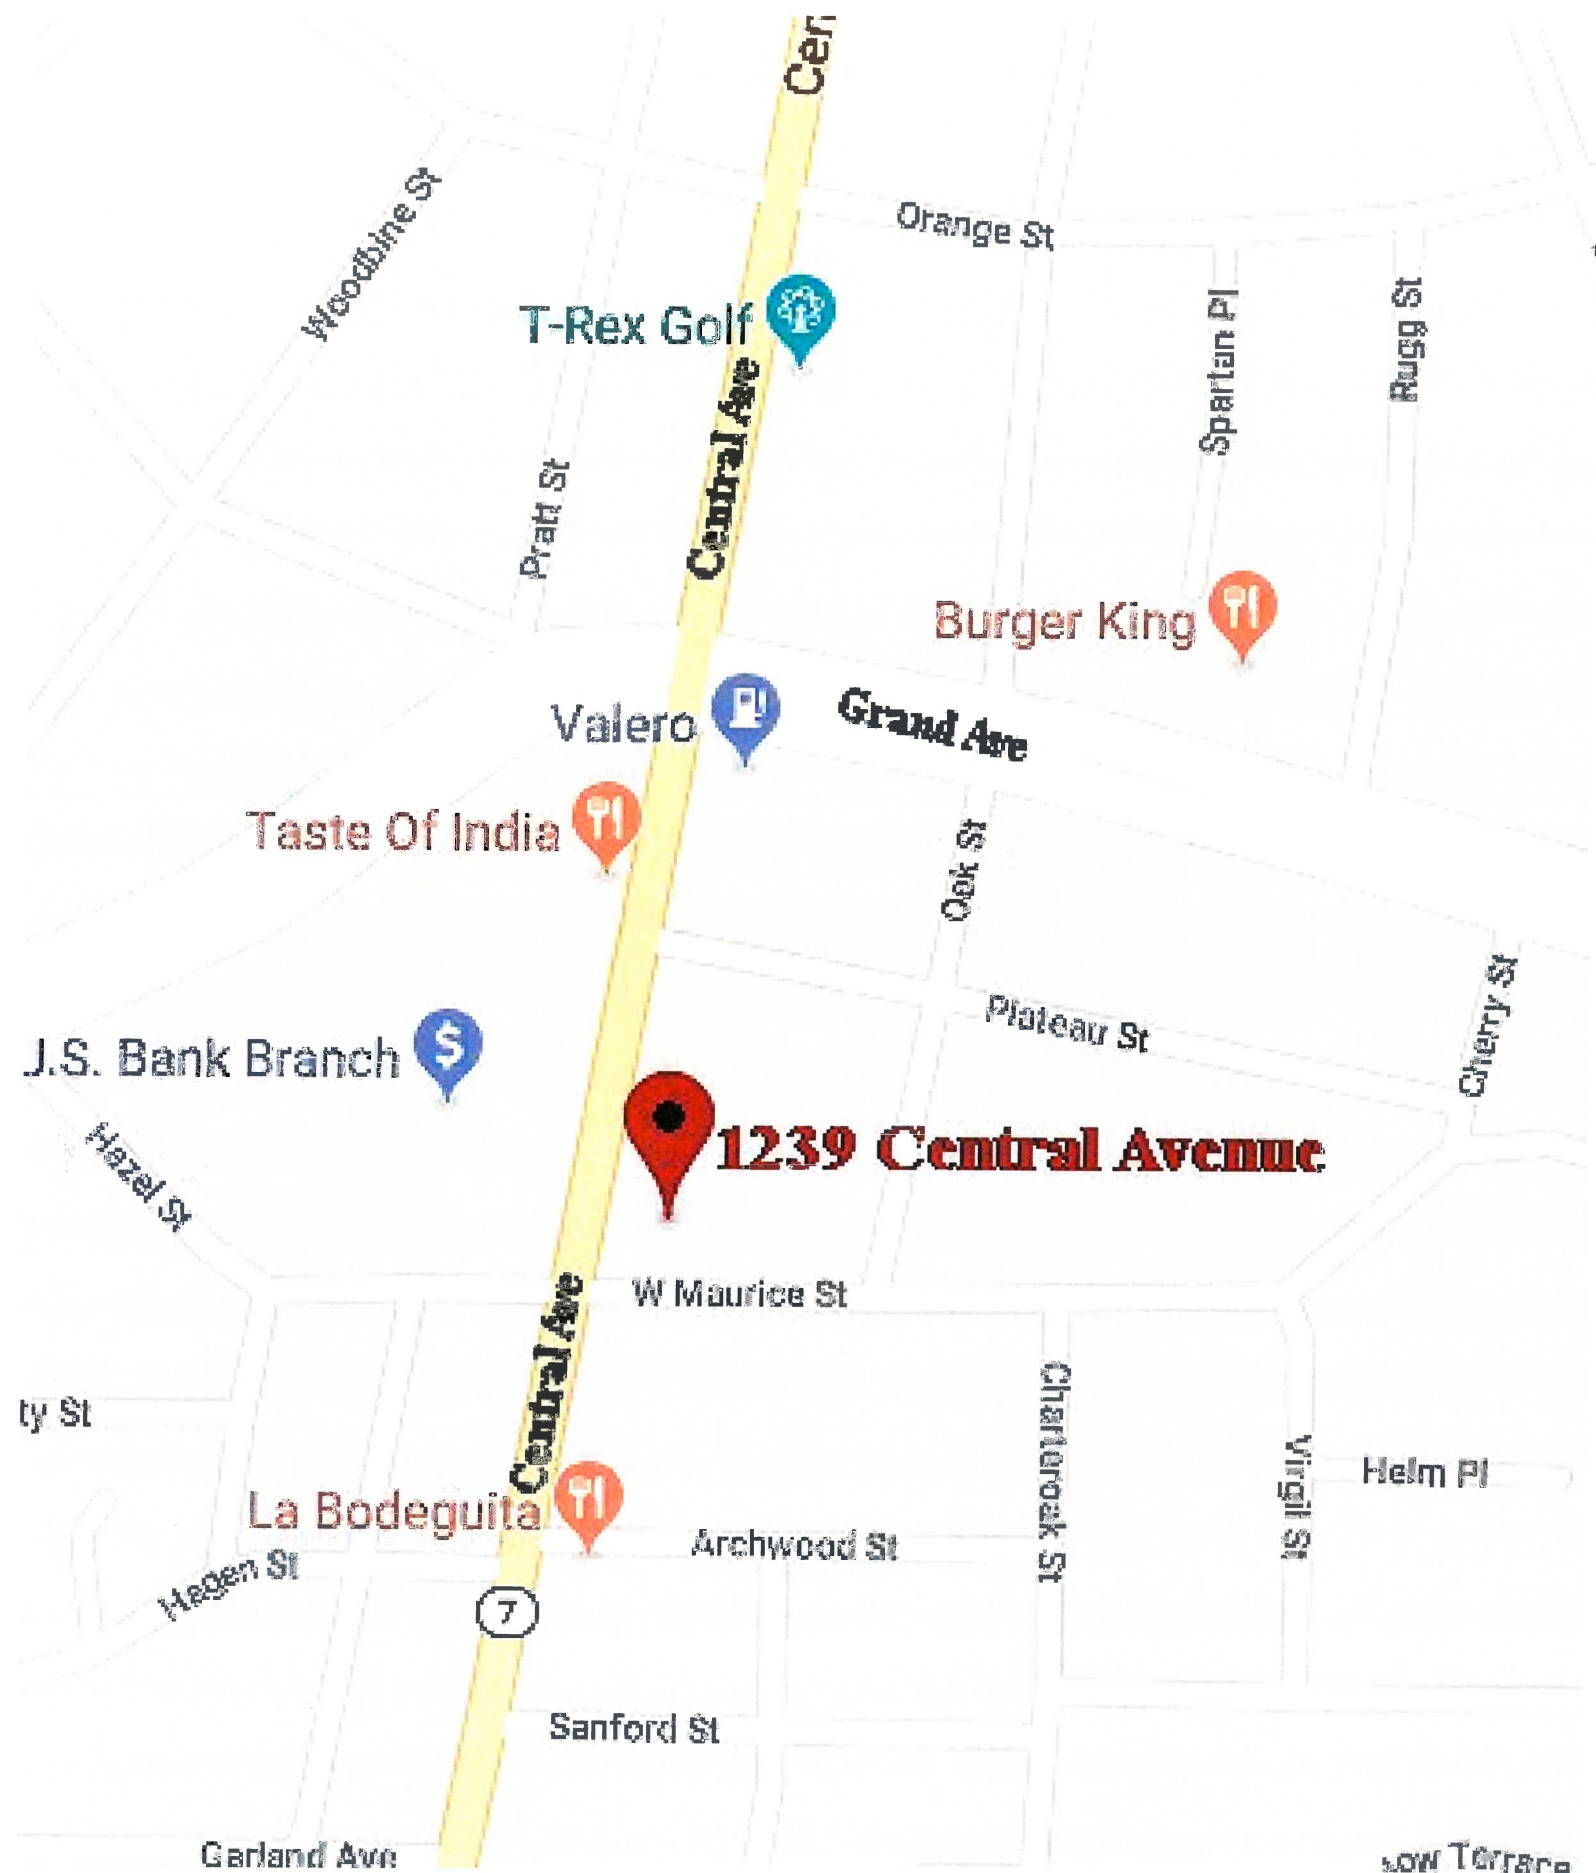 Cen
Woodbine St
Orange St
T-Rex Golf
Central Ave
Spartan Pl
Rugg St
Pratt St
Burger King
Valero
Grand Ave
Taste Of India
Oak St
Plateau St
Cherry St
J.S. Bank Branch
1239 Central Avenue
Hazel St
W Maurice St
Central Ave
Charleroak St
ty St
Virgil St
Helm Pl
La Bodeguita
Archwood St
Hagen St
7
Sanford St
Garland Ave
ow Terrace